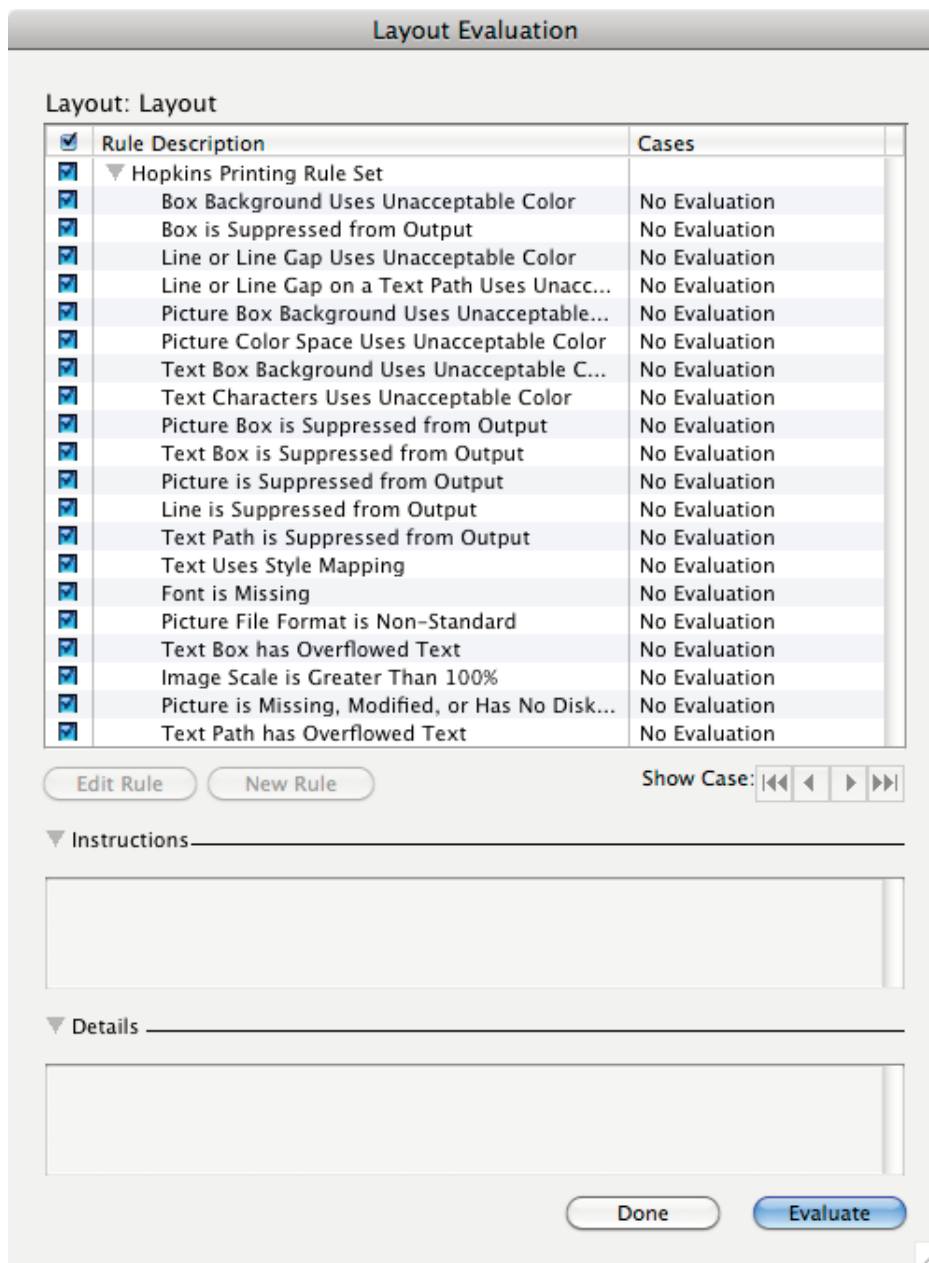 Layout Evaluation
Layout: Layout
Rule Description Cases
Hopkins Printing Rule Set
Box Background Uses Unacceptable Color No Evaluation
Box is Suppressed from Output No Evaluation
Line or Line Gap Uses Unacceptable Color No Evaluation
Line or Line Gap on a Text Path Uses Unacc... No Evaluation
Picture Box Background Uses Unacceptable... No Evaluation
Picture Color Space Uses Unacceptable Color No Evaluation
Text Box Background Uses Unacceptable C... No Evaluation
Text Characters Uses Unacceptable Color No Evaluation
Picture Box is Suppressed from Output No Evaluation
Text Box is Suppressed from Output No Evaluation
Picture is Suppressed from Output No Evaluation
Line is Suppressed from Output No Evaluation
Text Path is Suppressed from Output No Evaluation
Text Uses Style Mapping No Evaluation
Font is Missing No Evaluation
Picture File Format is Non-Standard No Evaluation
Text Box has Overflowed Text No Evaluation
Image Scale is Greater Than 100% No Evaluation
Picture is Missing, Modified, or Has No Disk... No Evaluation
Text Path has Overflowed Text No Evaluation
Edit Rule New Rule Show Case:
Instructions
Details
Done Evaluate